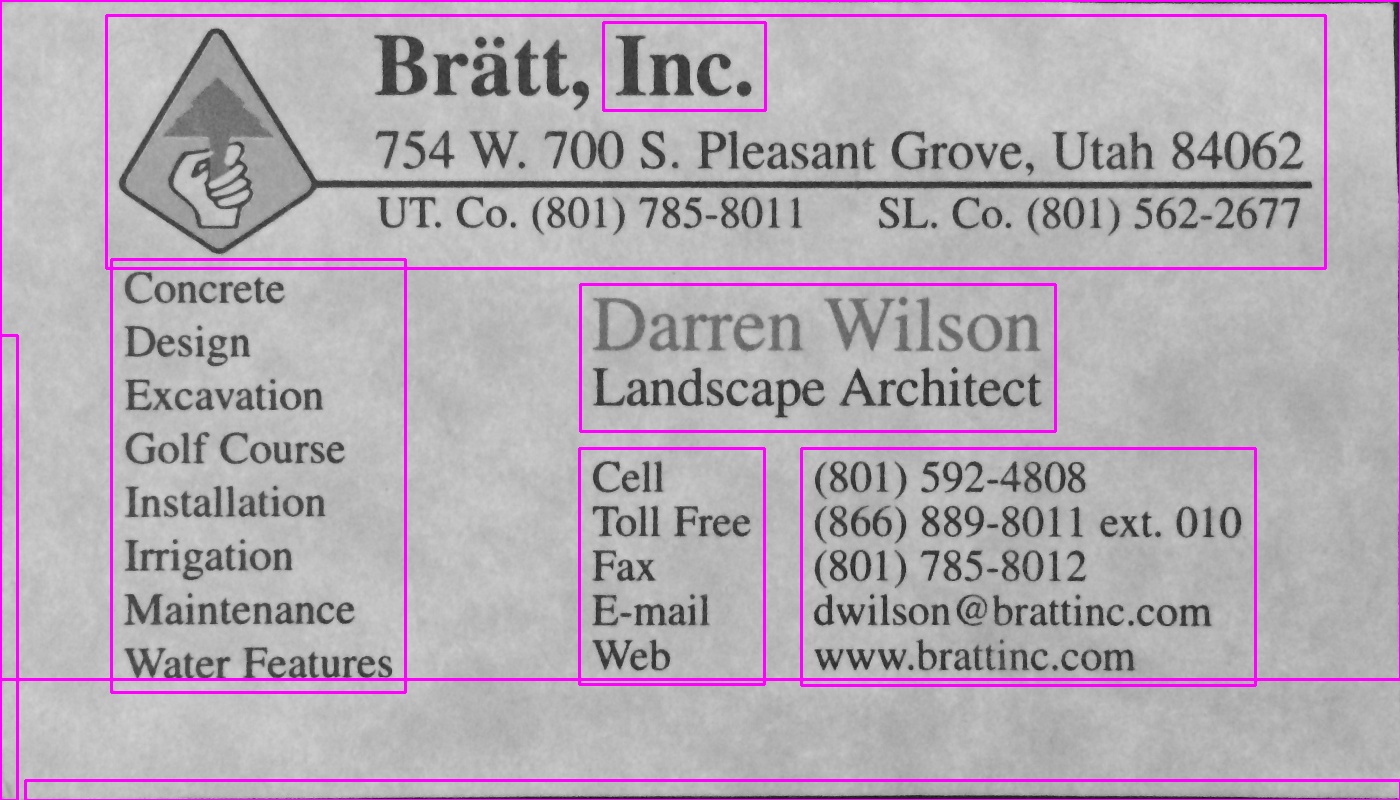 Brätt, Inc.
754 W. 700 S. Pleasant Grove, Utah 84062
UT. Co. (801) 785-8011 SL. Co. (801) 562-2677
Concrete
Design
Excavation
Golf Course
Installation
Irrigation
Maintenance
Water Features
Darren Wilson
Landscape Architect
Cell (801) 592-4808
Toll Free (866) 889-8011 ext. 010
Fax (801) 785-8012
E-mail dwilson@brattinc.com
Web www.brattinc.com